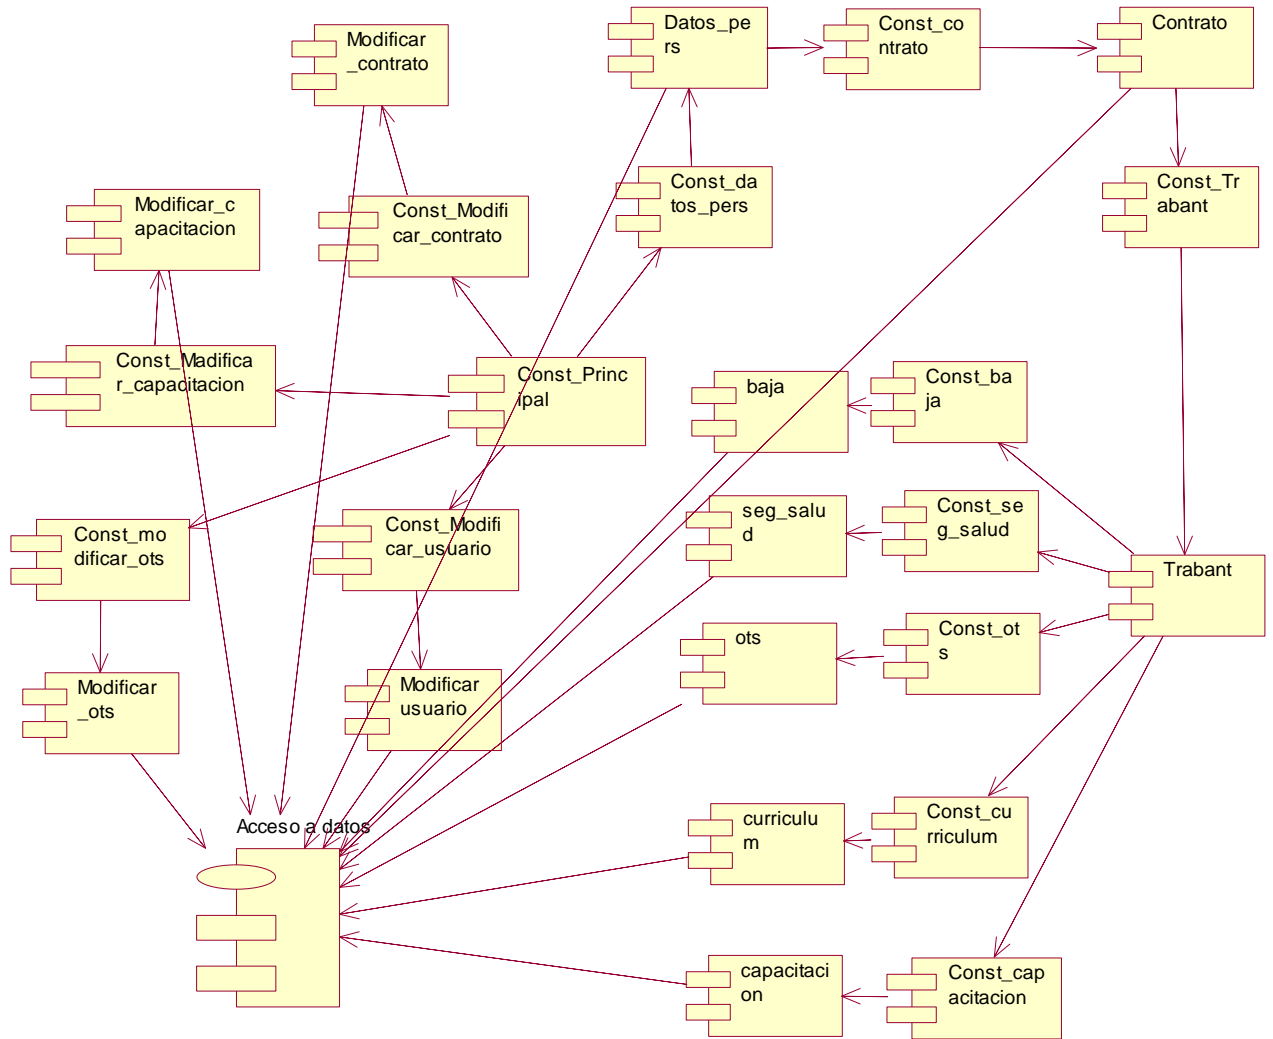 Modificar
_contrato
Datos_pe
rs
Const_co
ntrato
Contrato
Modificar_c
apacitacion
Const_Modifi
car_contrato
Const_da
tos_pers
Const_Tr
abant
Const_Madifica
r_capacitacion
Const_Princ
ipal
baja
Const_ba
ja
Const_mo
dificar_ots
Const_Modifi
car_usuario
seg_salu
d
Const_se
g_salud
Trabant
Modificar
_ots
Modificar
usuario
ots
Const_ot
s
Acceso a datos
curriculu
m
Const_cu
rriculum
capacitaci
on
Const_cap
acitacion